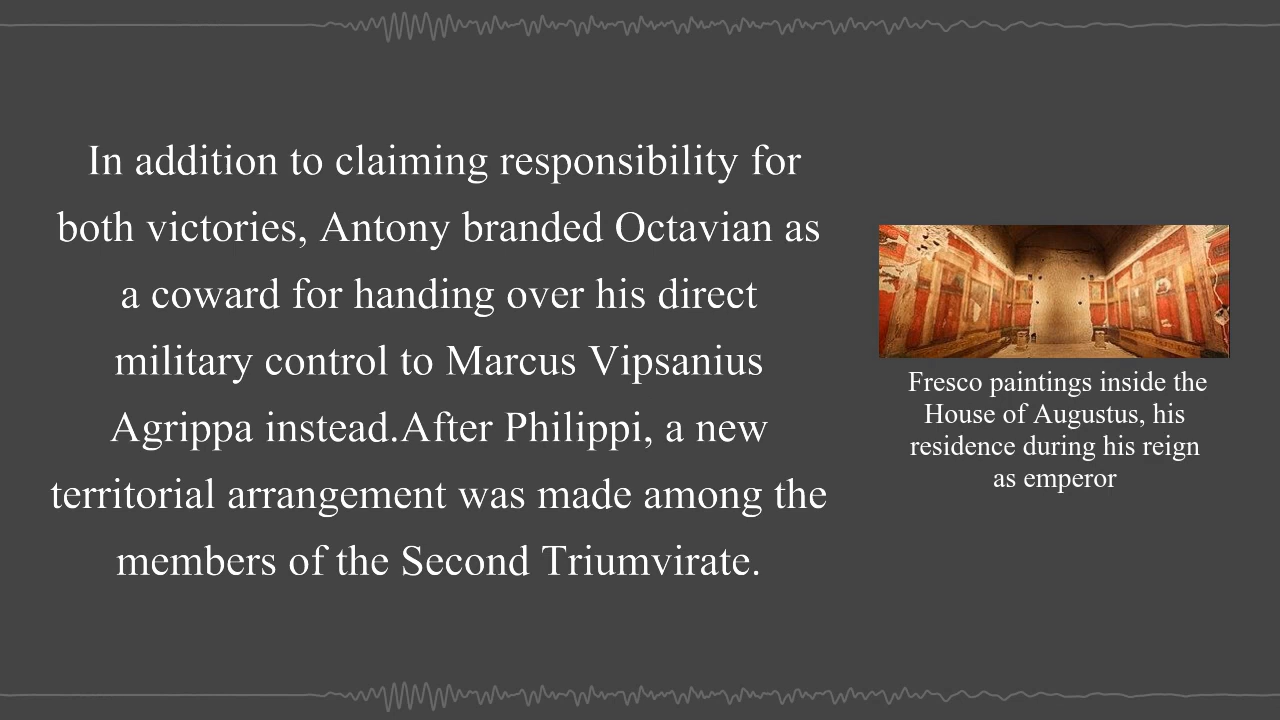 In addition to claiming responsibility for
both victories, Antony branded Octavian as
a coward for handing over his direct
military control to Marcus Vipsanius
Agrippa instead.After Philippi, a new
territorial arrangement was made among the
members of the Second Triumvirate.
Fresco paintings inside the
House of Augustus, his
residence during his reign
as emperor